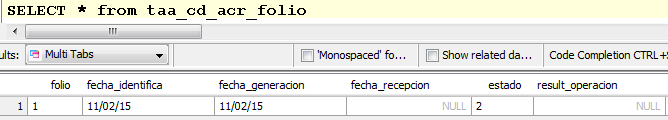 SELECT * from taa_cd_acr_folio
ults: Multi Tabs 'Monospaced' fo... Show related da... Code Completion CTRL+S
folio fecha_identifica fecha_generacion fecha_recepcion estado result_operacion
1 1 11/02/15 11/02/15 NULL 2 NULL